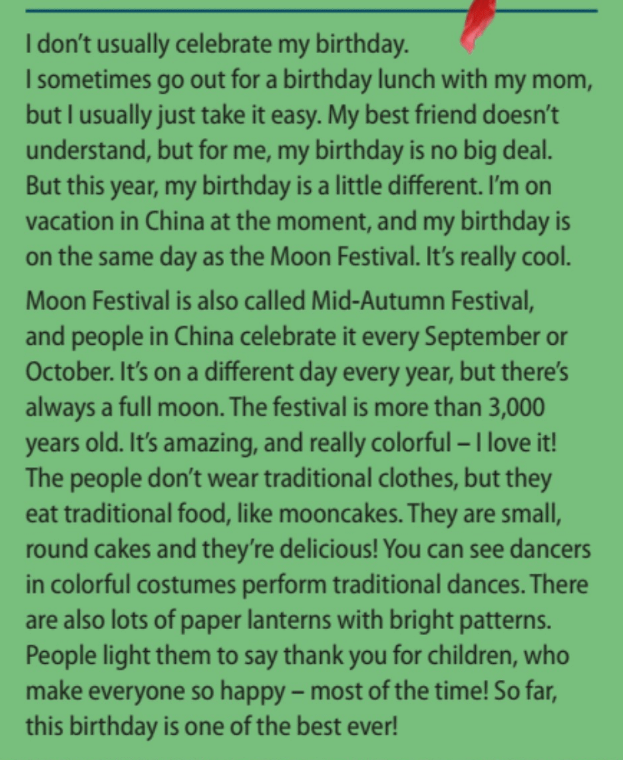 I don't usually celebrate my birthday.
I sometimes go out for a birthday lunch with my mom,
but I usually just take it easy. My best friend doesn't
understand, but for me, my birthday is no big deal.
But this year, my birthday is a little different. I'm on
vacation in China at the moment, and my birthday is
on the same day as the Moon Festival. It's really cool.
Moon Festival is also called Mid-Autumn Festival,
and people in China celebrate it every September or
October. It's on a different day every year, but there's
always a full moon. The festival is more than 3,000
years old. It's amazing, and really colorful – I love it!
The people don't wear traditional clothes, but they
eat traditional food, like mooncakes. They are small,
round cakes and they're delicious! You can see dancers
in colorful costumes perform traditional dances. There
are also lots of paper lanterns with bright patterns.
People light them to say thank you for children, who
make everyone so happy – most of the time! So far,
this birthday is one of the best ever!